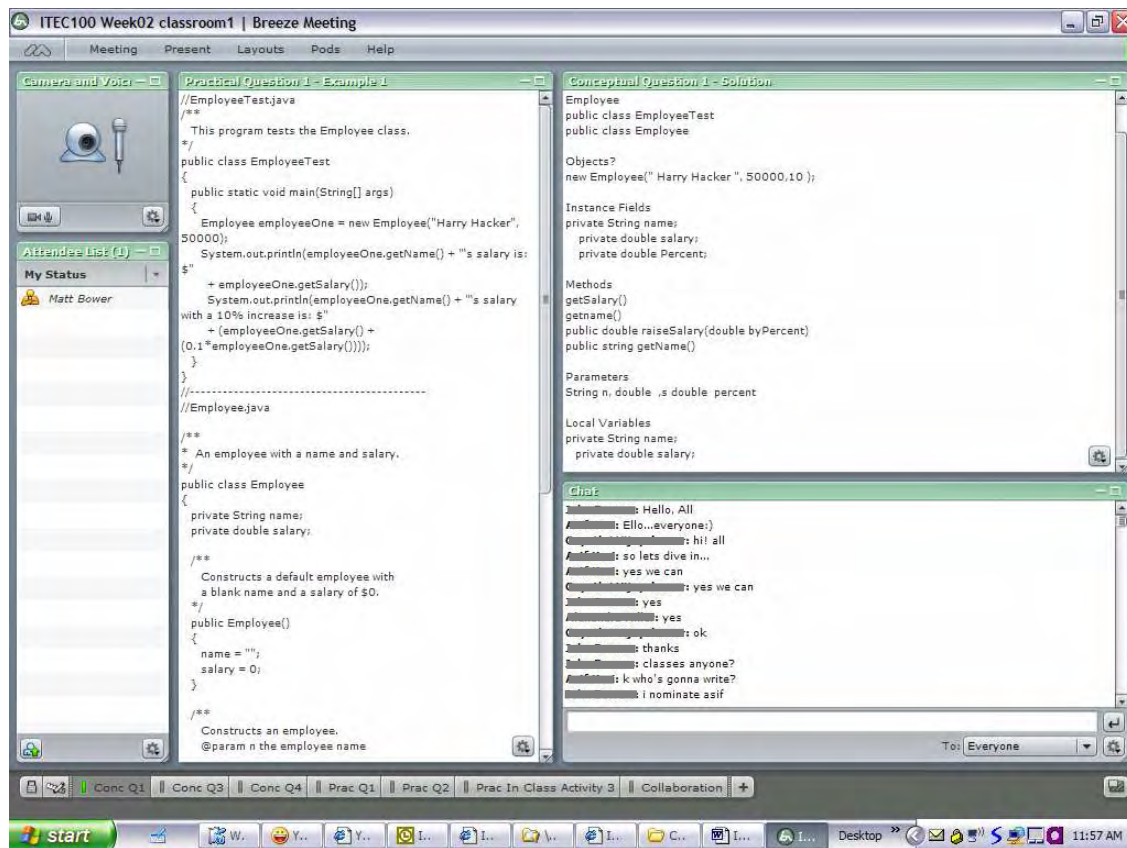 ITEC100 Week02 classroom1 | Breeze Meeting
Meeting Present Layouts Pods Help
Camera and Voice
Attendee List (1)
My Status
Matt Bower
Practical Question 1 - Example 1
//EmployeeTest.java
/**
This program tests the Employee class.
*/
public class EmployeeTest
{
public static void main(String[] args)
{
Employee employeeOne = new Employee("Harry Hacker",
50000);
System.out.println(employeeOne.getName() + "'s salary is:
$"
+ employeeOne.getSalary());
System.out.println(employeeOne.getName() + "'s salary
with a 10% increase is: $"
+ (employeeOne.getSalary() +
(0.1*employeeOne.getSalary())));
}
}
//------------------------------------------
//Employee.java
/**
* An employee with a name and salary.
*/
public class Employee
{
private String name;
private double salary;
/**
Constructs a default employee with
a blank name and a salary of $0.
*/
public Employee()
{
name = "";
salary = 0;
}
/**
Constructs an employee.
@param n the employee name
Conceptual Question 1 - Solution
Employee
public class EmployeeTest
public class Employee
Objects?
new Employee(" Harry Hacker ", 50000,10 );
Instance Fields
private String name;
private double salary;
private double Percent;
Methods
getSalary()
getname()
public double raiseSalary(double byPercent)
public string getName()
Parameters
String n, double ,s double percent
Local Variables
private String name;
private double salary;
Chat
: Hello, All
: Ello...everyone:)
: hi! all
: so lets dive in...
: yes we can
: yes we can
: yes
: yes
: ok
: thanks
: classes anyone?
: k who's gonna write?
: i nominate asif
To: Everyone
Conc Q1 Conc Q3 Conc Q4 Prac Q1 Prac Q2 Prac In Class Activity 3 Collaboration +
start W.. Y.. Y.. I.. I.. \.. I.. C.. I.. I.. Desktop » 11:57 AM